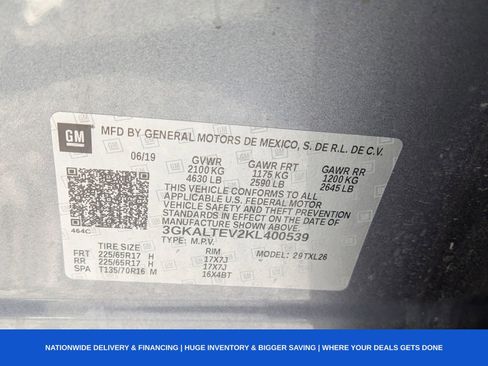 GM
MFD BY GENERAL MOTORS DE MEXICO, S. DE R.L. DE C.V.
06/19 GVWR GAWR FRT GAWR RR
2100 KG 1175 KG 1200 KG
4630 LB 2590 LB 2645 LB
THIS VEHICLE CONFORMS TO ALL
APPLICABLE U.S. FEDERAL MOTOR
VEHICLE SAFETY STANDARDS IN
EFFECT ON THE DATE OF
MANUFACTURE SHOWN ABOVE.
464C 3GKALTEV2KL400539
TYPE: M.P.V. MODEL: 29TXL26
TIRE SIZE RIM
FRT 225/65R17 H 17X7J
RR 225/65R17 H 17X7J
SPA T135/70R16 M 16X4BT
NATIONWIDE DELIVERY & FINANCING | HUGE INVENTORY & BIGGER SAVING | WHERE YOUR DEALS GETS DONE